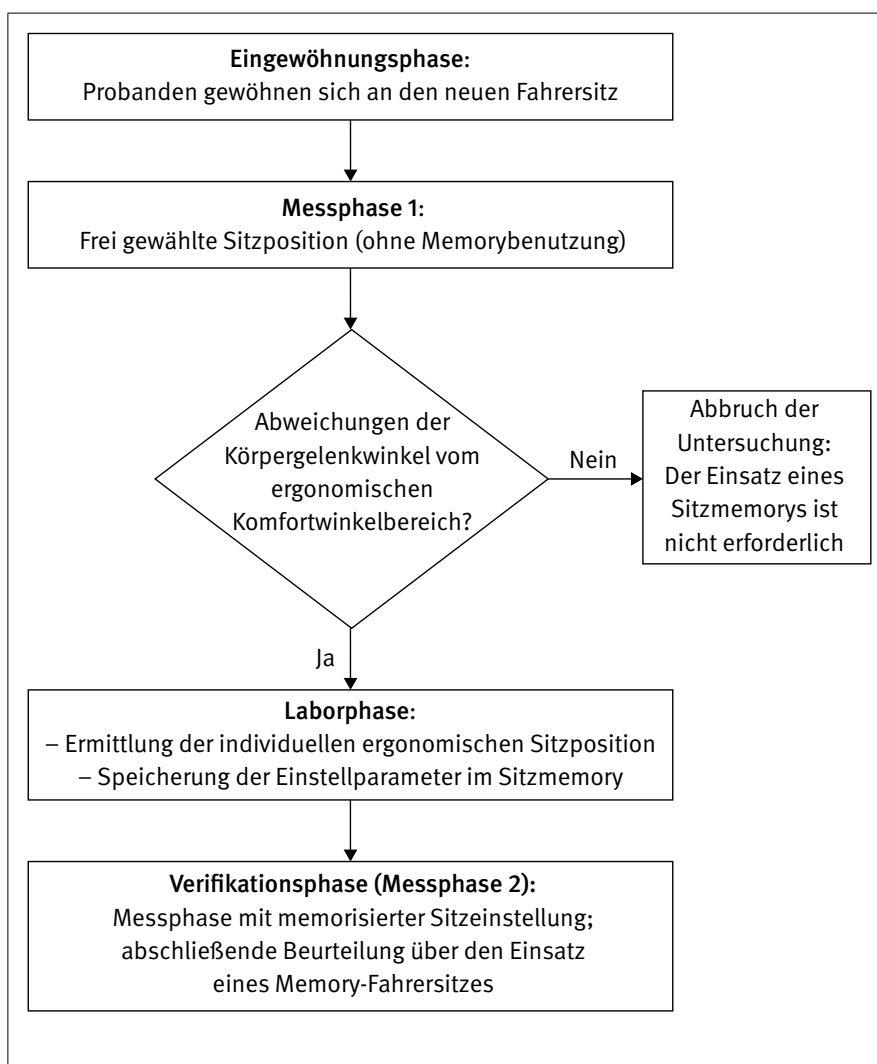 Eingewöhnungsphase:
Probanden gewöhnen sich an den neuen Fahrersitz
Messphase 1:
Frei gewählte Sitzposition (ohne Memorybenutzung)
Abweichungen der
Körpergelenkwinkel vom
ergonomischen
Komfortwinkelbereich?
Nein
Abbruch der
Untersuchung:
Der Einsatz eines
Sitzmemorys ist
nicht erforderlich
Ja
Laborphase:
– Ermittlung der individuellen ergonomischen Sitzposition
– Speicherung der Einstellparameter im Sitzmemory
Verifikationsphase (Messphase 2):
Messphase mit memorisierter Sitzeinstellung;
abschließende Beurteilung über den Einsatz
eines Memory-Fahrersitzes